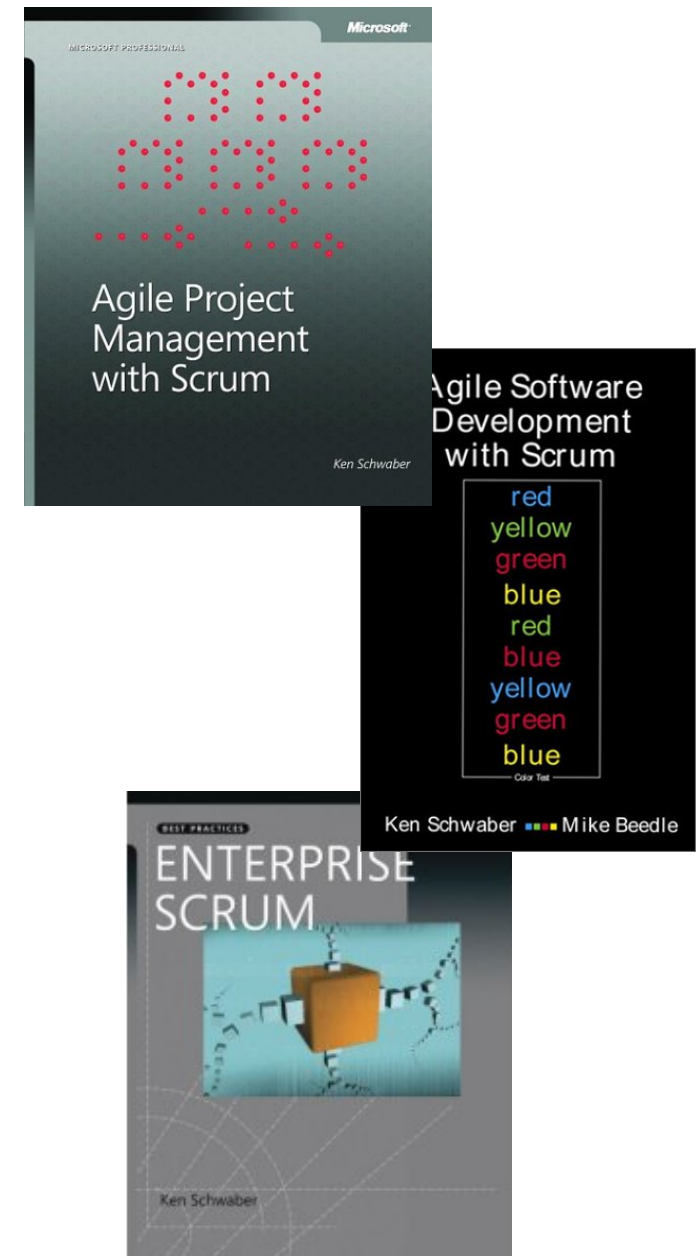 Microsoft
MICROSOFT PROFESSIONAL
Agile Project
Management
with Scrum
Ken Schwaber
Agile Software
Development
with Scrum
red
yellow
green
blue
red
blue
yellow
green
blue
Color Test
Ken Schwaber Mike Beedle
BEST PRACTICES
ENTERPRISE
SCRUM
Ken Schwaber